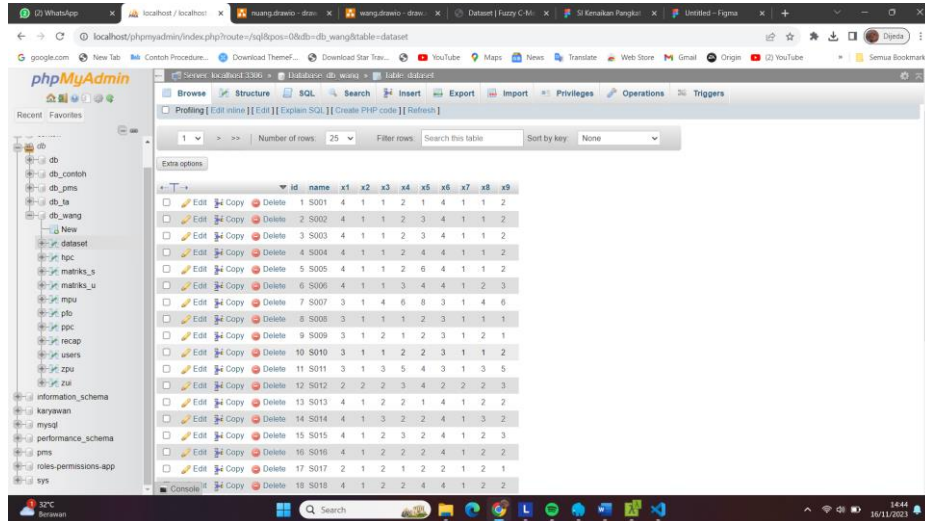 (2) WhatsApp
localhost / localhost
nuang.drawio - draw.
wang.drawio - draw.
Dataset | Fuzzy C-Me
SI Kenaikan Pangkat
Untitled – Figma
localhost/phpmyadmin/index.php?route=/sql&pos=0&db=db_wang&table=dataset
Dijeda
google.com
New Tab
Contoh Procedure...
Download ThemeF...
Download Star Trav...
(2) YouTube
YouTube
Maps
News
Translate
Web Store
Gmail
Origin
(2) YouTube
Semua Bookmark
phpMyAdmin
Recent Favorites
db
db
db_contoh
db_pms
db_ta
db_wang
New
dataset
hpc
matriks_s
matriks_u
mpu
pfo
ppc
recap
users
zpu
zui
information_schema
karyawan
mysql
performance_schema
pms
roles-permissions-app
sys
Server: localhost:3306 » Database: db_wang » Table: dataset
Browse Structure SQL Search Insert Export Import Privileges Operations Triggers
Profiling [ Edit inline ] [ Edit ] [ Explain SQL ] [ Create PHP code ] [ Refresh ]
1 > >> Number of rows: 25 Filter rows: Search this table Sort by key: None
Extra options
id name x1 x2 x3 x4 x5 x6 x7 x8 x9
Edit Copy Delete 1 S001 4 1 1 2 1 4 1 1 2
Edit Copy Delete 2 S002 4 1 1 2 3 4 1 1 2
Edit Copy Delete 3 S003 4 1 1 2 3 4 1 1 2
Edit Copy Delete 4 S004 4 1 1 2 4 4 1 1 2
Edit Copy Delete 5 S005 4 1 1 2 6 4 1 1 2
Edit Copy Delete 6 S006 4 1 1 3 4 4 1 2 3
Edit Copy Delete 7 S007 3 1 4 6 8 3 1 4 6
Edit Copy Delete 8 S008 3 1 1 1 2 3 1 1 1
Edit Copy Delete 9 S009 3 1 2 1 2 3 1 2 1
Edit Copy Delete 10 S010 3 1 1 2 2 3 1 1 2
Edit Copy Delete 11 S011 3 1 3 5 4 3 1 3 5
Edit Copy Delete 12 S012 2 2 2 3 4 2 2 2 3
Edit Copy Delete 13 S013 4 1 2 2 1 4 1 2 2
Edit Copy Delete 14 S014 4 1 3 2 2 4 1 3 2
Edit Copy Delete 15 S015 4 1 2 3 2 4 1 2 3
Edit Copy Delete 16 S016 4 1 2 2 2 4 1 2 2
Edit Copy Delete 17 S017 2 1 2 1 2 2 1 2 1
Edit Copy Delete 18 S018 4 1 2 2 4 4 1 2 2
Console
32°C
Berawan
Search
14:44
16/11/2023